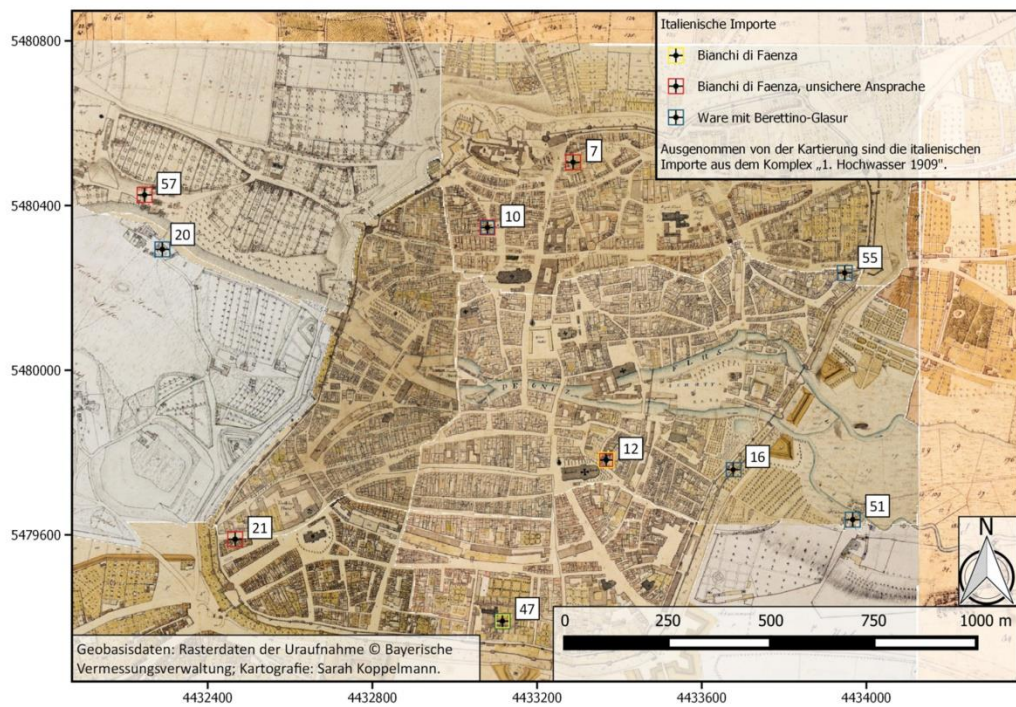 Italienische Importe
Bianchi di Faenza
Bianchi di Faenza, unsichere Ansprache
Ware mit Berettino-Glasur
Ausgenommen von der Kartierung sind die italienischen
Importe aus dem Komplex „1. Hochwasser 1909".
5480800
5480400
5480000
5479600
7
57
10
20
55
12
16
51
21
47
PEGNI
FLUS
N
0 250 500 750 1000 m
Geobasisdaten: Rasterdaten der Uraufnahme © Bayerische
Vermessungsverwaltung; Kartografie: Sarah Koppelmann.
4432400 4432800 4433200 4433600 4434000